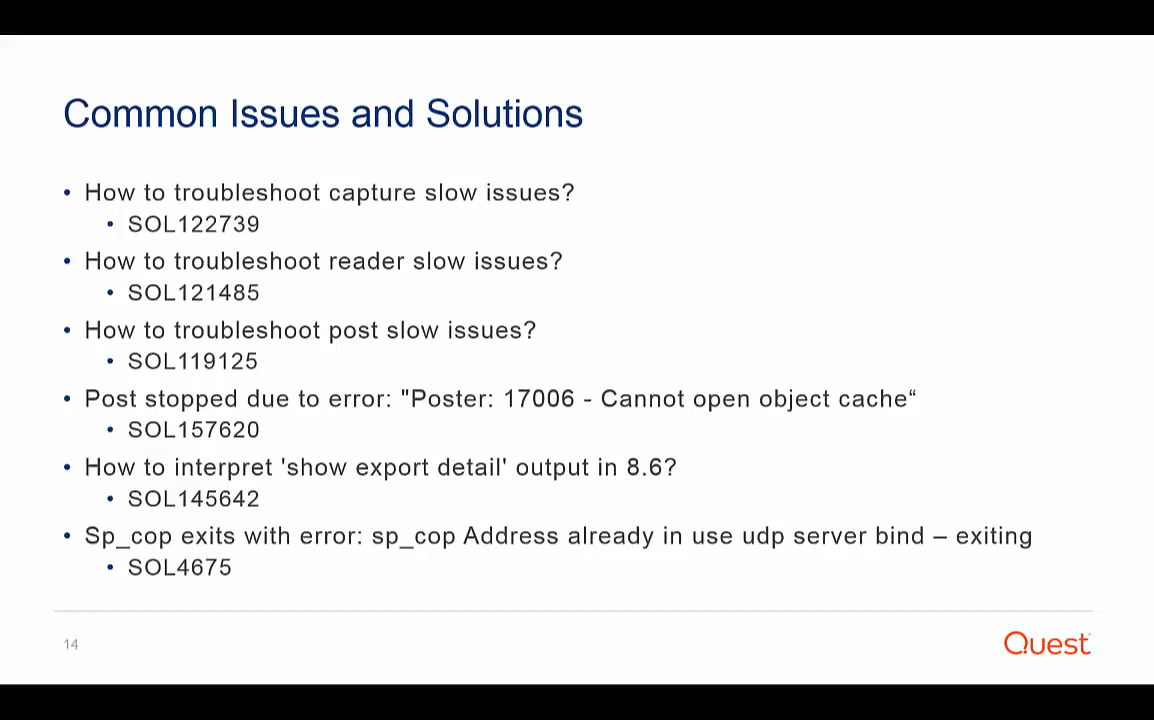 Common Issues and Solutions
• How to troubleshoot capture slow issues?
• SOL122739
• How to troubleshoot reader slow issues?
• SOL121485
• How to troubleshoot post slow issues?
• SOL119125
• Post stopped due to error: "Poster: 17006 - Cannot open object cache“
• SOL157620
• How to interpret 'show export detail' output in 8.6?
• SOL145642
• Sp_cop exits with error: sp_cop Address already in use udp server bind – exiting
• SOL4675
14
Quest